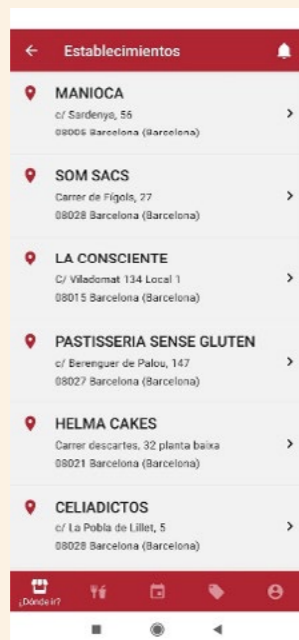 Establecimientos
MANIOCA
c/ Sardenya, 56
08005 Barcelona (Barcelona)
SOM SACS
Carrer de Fígols, 27
08028 Barcelona (Barcelona)
LA CONSCIENTE
C/ Viladomat 134 Local 1
08015 Barcelona (Barcelona)
PASTISSERIA SENSE GLUTEN
c/ Berenguer de Palou, 147
08027 Barcelona (Barcelona)
HELMA CAKES
Carrer descartes, 32 planta baixa
08021 Barcelona (Barcelona)
CELIADICTOS
c/ La Pobla de Lillet, 5
08028 Barcelona (Barcelona)
¿Dónde ir?